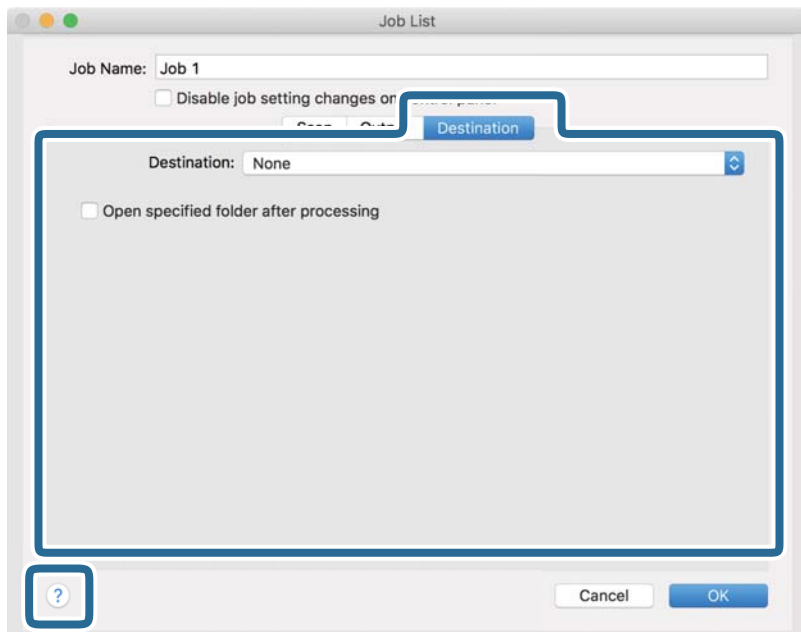 Job List
Job Name: Job 1
Disable job setting changes on
Destination
Destination: None
Open specified folder after processing
?
Cancel OK